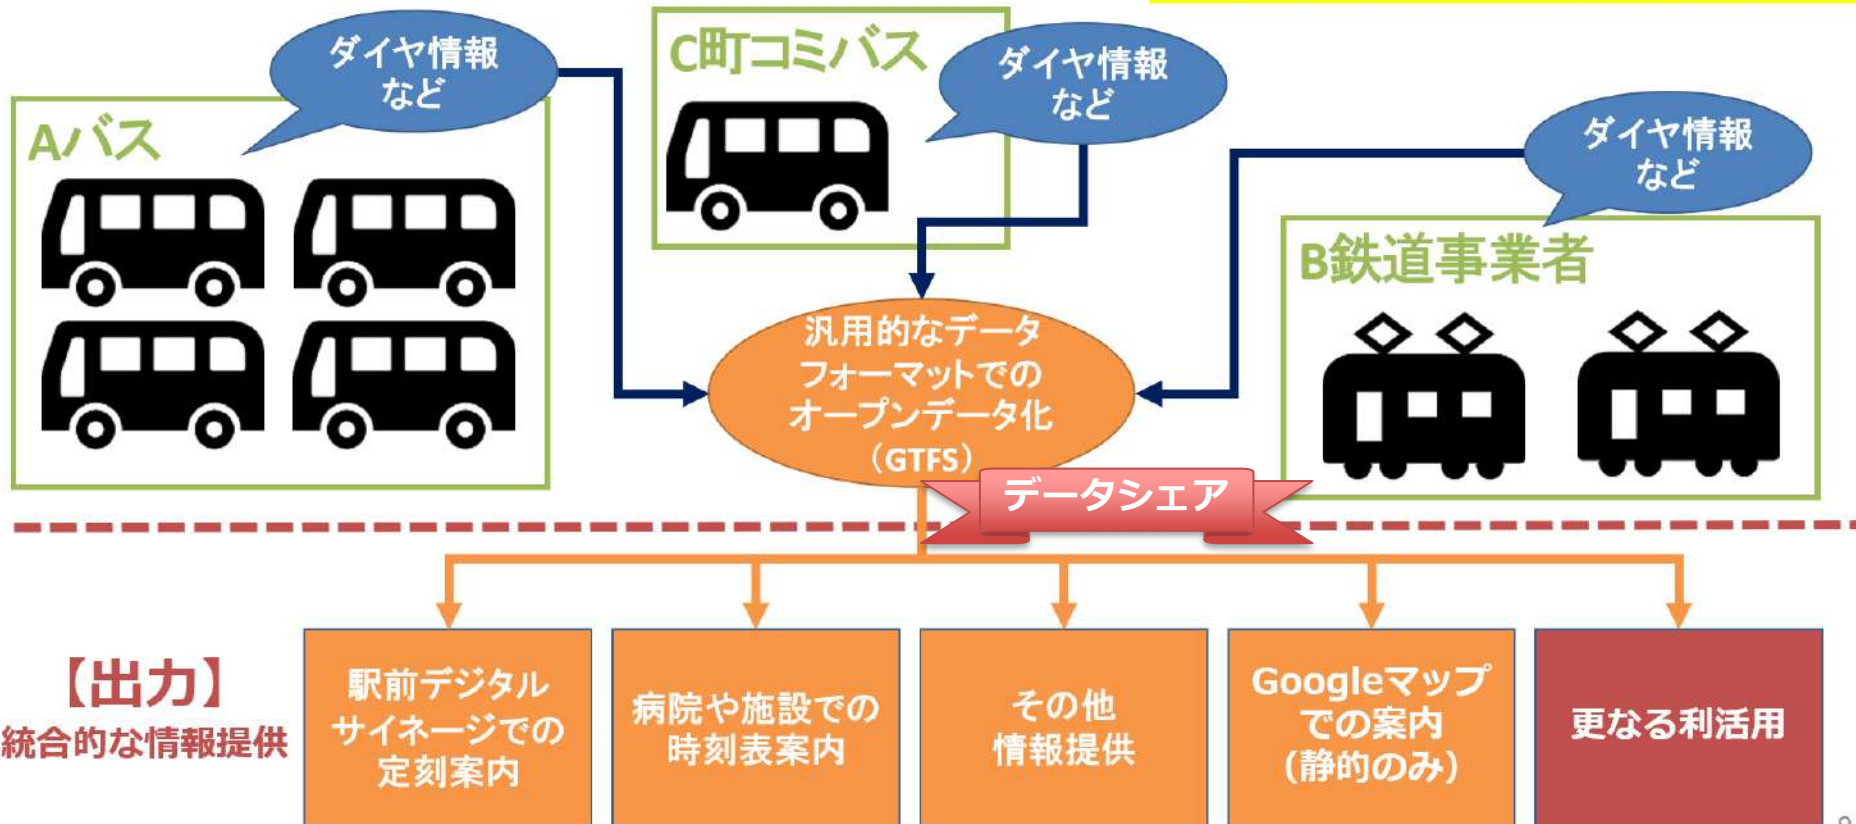 ダイヤ情報
など
Aバス
C町コミバス
ダイヤ情報
など
ダイヤ情報
など
B鉄道事業者
汎用的なデータ
フォーマットでの
オープンデータ化
（GTFS）
データシェア
【出力】
統合的な情報提供
駅前デジタル
サイネージでの
定刻案内
病院や施設での
時刻表案内
その他
情報提供
Googleマップ
での案内
（静的のみ）
更なる利活用